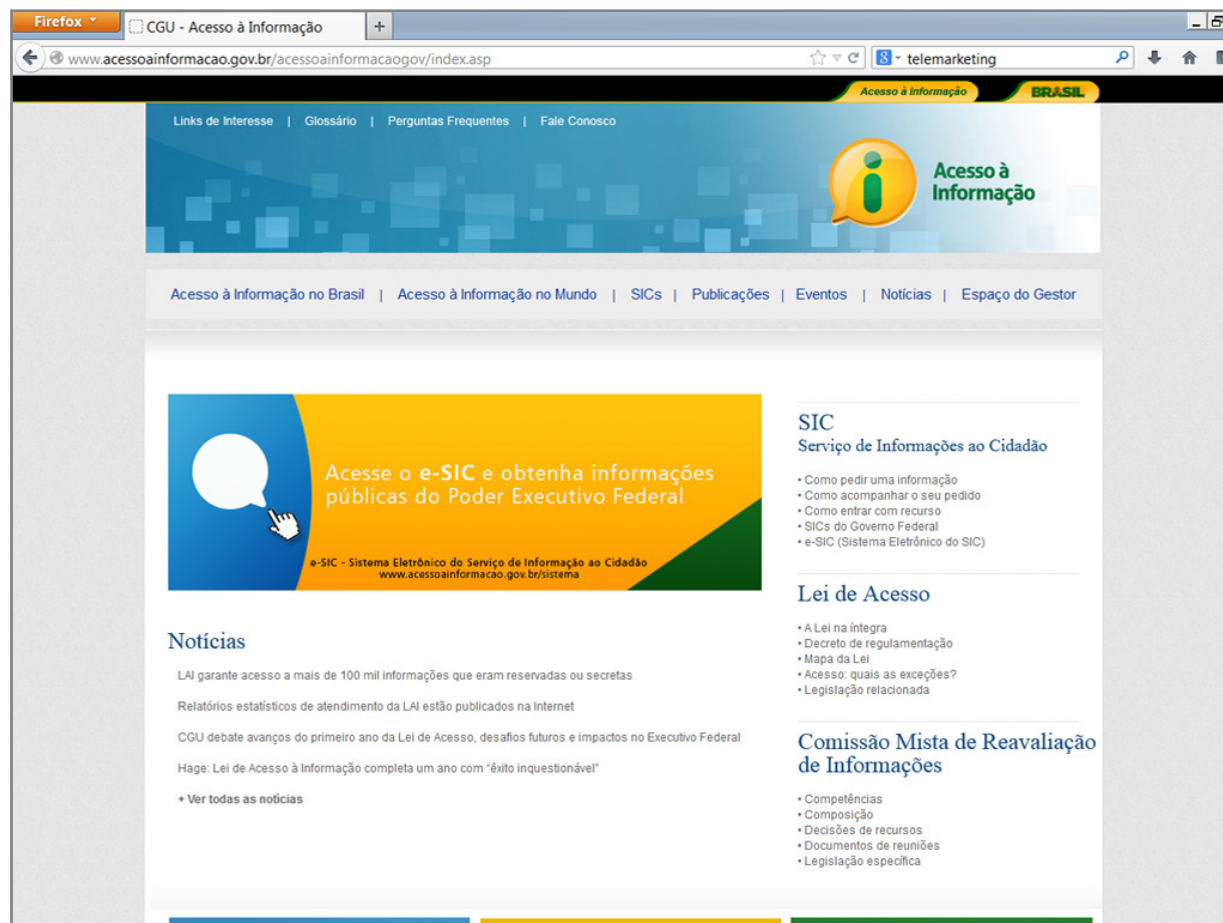 Firefox
CGU - Acesso à Informação
+
www.acessoainformacao.gov.br/acessoainformacaogov/index.asp
8 telemarketing
Acesso à Informação BRASIL
Links de Interesse | Glossário | Perguntas Frequentes | Fale Conosco
Acesso à
Informação
Acesso à Informação no Brasil | Acesso à Informação no Mundo | SICs | Publicações | Eventos | Notícias | Espaço do Gestor
Acesse o e-SIC e obtenha informações
públicas do Poder Executivo Federal
e-SIC - Sistema Eletrônico do Serviço de Informação ao Cidadão
www.acessoainformacao.gov.br/sistema
Notícias
LAI garante acesso a mais de 100 mil informações que eram reservadas ou secretas
Relatórios estatísticos de atendimento da LAI estão publicados na Internet
CGU debate avanços do primeiro ano da Lei de Acesso, desafios futuros e impactos no Executivo Federal
Hage: Lei de Acesso à Informação completa um ano com “êxito inquestionável”
+ Ver todas as notícias
SIC
Serviço de Informações ao Cidadão
• Como pedir uma informação
• Como acompanhar o seu pedido
• Como entrar com recurso
• SICs do Governo Federal
• e-SIC (Sistema Eletrônico do SIC)
Lei de Acesso
• A Lei na íntegra
• Decreto de regulamentação
• Mapa da Lei
• Acesso: quais as exceções?
• Legislação relacionada
Comissão Mista de Reavaliação
de Informações
• Competências
• Composição
• Decisões de recursos
• Documentos de reuniões
• Legislação específica